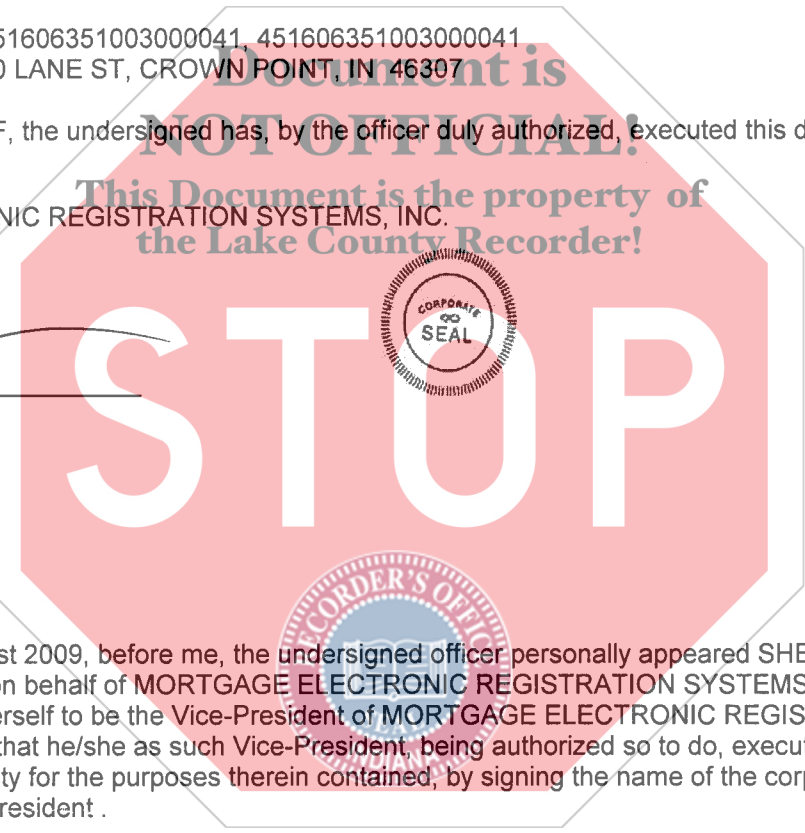 51606351003000041, 451606351003000041
0 LANE ST, CROWN POINT, IN 46307
Document is
F, the undersigned has, by the officer duly authorized, executed this d
NOT OFFICIAL!
This Document is the property of
NIC REGISTRATION SYSTEMS, INC.
the Lake County Recorder!
CORPORATE
SEAL
STOP
RECORDER'S OFFICE
st 2009, before me, the undersigned officer personally appeared SHE
on behalf of MORTGAGE ELECTRONIC REGISTRATION SYSTEMS
erself to be the Vice-President of MORTGAGE ELECTRONIC REGIS
that he/she as such Vice-President, being authorized so to do, execut
INDIANA
ty for the purposes therein contained, by signing the name of the corp
resident .